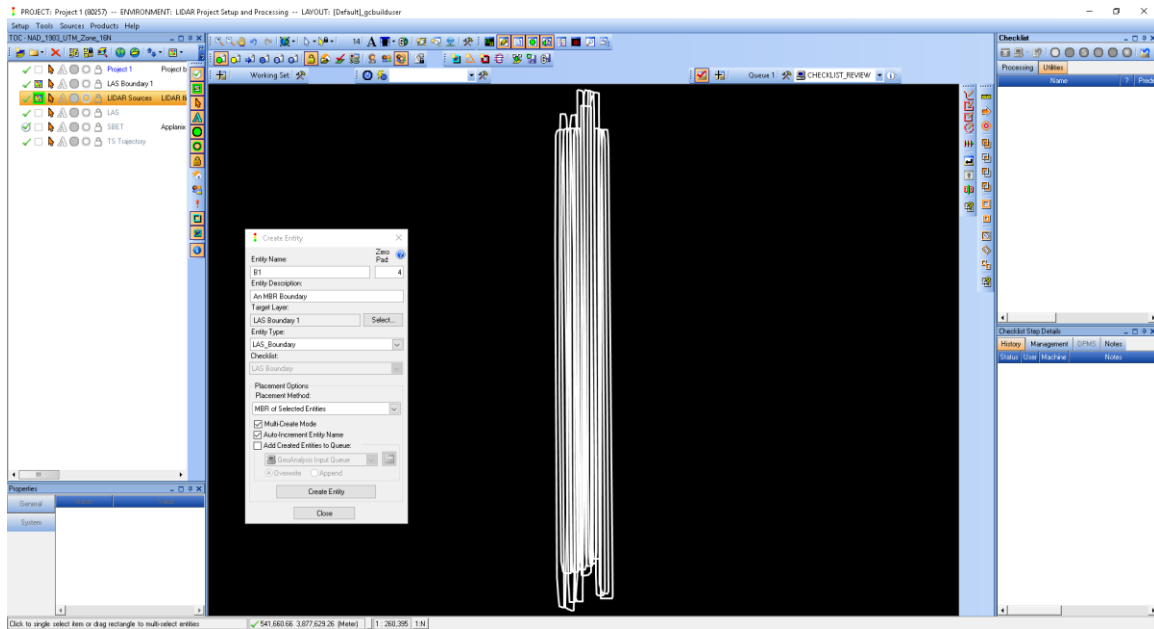 PROJECT: Project 1 (80257) -- ENVIRONMENT: LIDAR Project Setup and Processing -- LAYOUT: [Default]_gcbuilduser
Setup Tools Sources Products Help
TOC - NAD_1983_UTM_Zone_16N
Project 1 Project b
LAS Boundary 1
LIDAR Sources LIDAR B
LAS
SBET Applanix
TS Trajectory
14
Working Set:
Queue 1 CHECKLIST_REVIEW
Checklist
Processing Utilities
Name ? Prede
Create Entity
Entity Name:
Zero Pad:
B1 4
Entity Description:
An MBR Boundary
Target Layer:
LAS Boundary 1 Select...
Entity Type:
LAS_Boundary
Checklist:
LAS Boundary
Placement Options
Placement Method:
MBR of Selected Entities
Multi-Create Mode
Auto-Increment Entity Name
Add Created Entities to Queue:
GeoAnalysis Input Queue
Overwrite Append
Create Entity
Close
Checklist Step Details
History Management DPMS Notes
Status User Machine Notes
Properties
General
System
Click to single select item or drag rectangle to multi-select entities 541,660.66 3,877,629.26 (Meter) 1 : 260,395 1:N